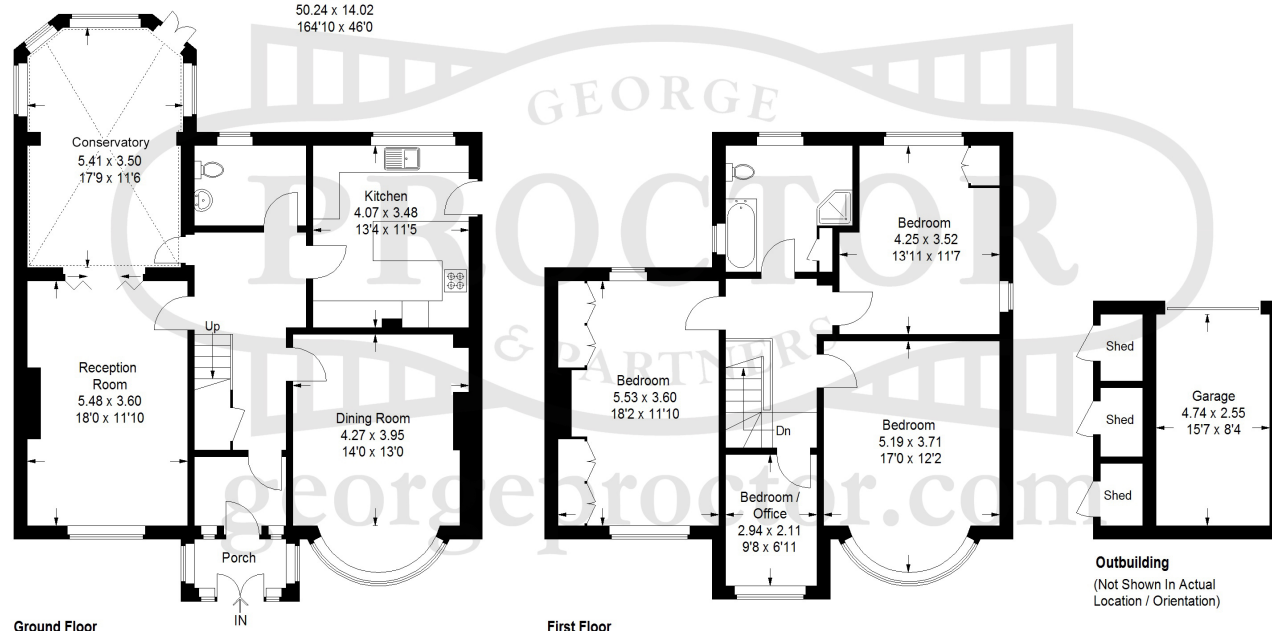 50.24 x 14.02
164'10 x 46'0
GEORGE
PROCTOR
& PARTNERS
georgeproctor.com
Conservatory
5.41 x 3.50
17'9 x 11'6
Kitchen
4.07 x 3.48
13'4 x 11'5
Up
Reception
Room
5.48 x 3.60
18'0 x 11'10
Dining Room
4.27 x 3.95
14'0 x 13'0
Porch
IN
Ground Floor
Bedroom
4.25 x 3.52
13'11 x 11'7
Bedroom
5.53 x 3.60
18'2 x 11'10
Dn
Bedroom
5.19 x 3.71
17'0 x 12'2
Bedroom /
Office
2.94 x 2.11
9'8 x 6'11
First Floor
Shed
Shed
Shed
Garage
4.74 x 2.55
15'7 x 8'4
Outbuilding
(Not Shown In Actual
Location / Orientation)